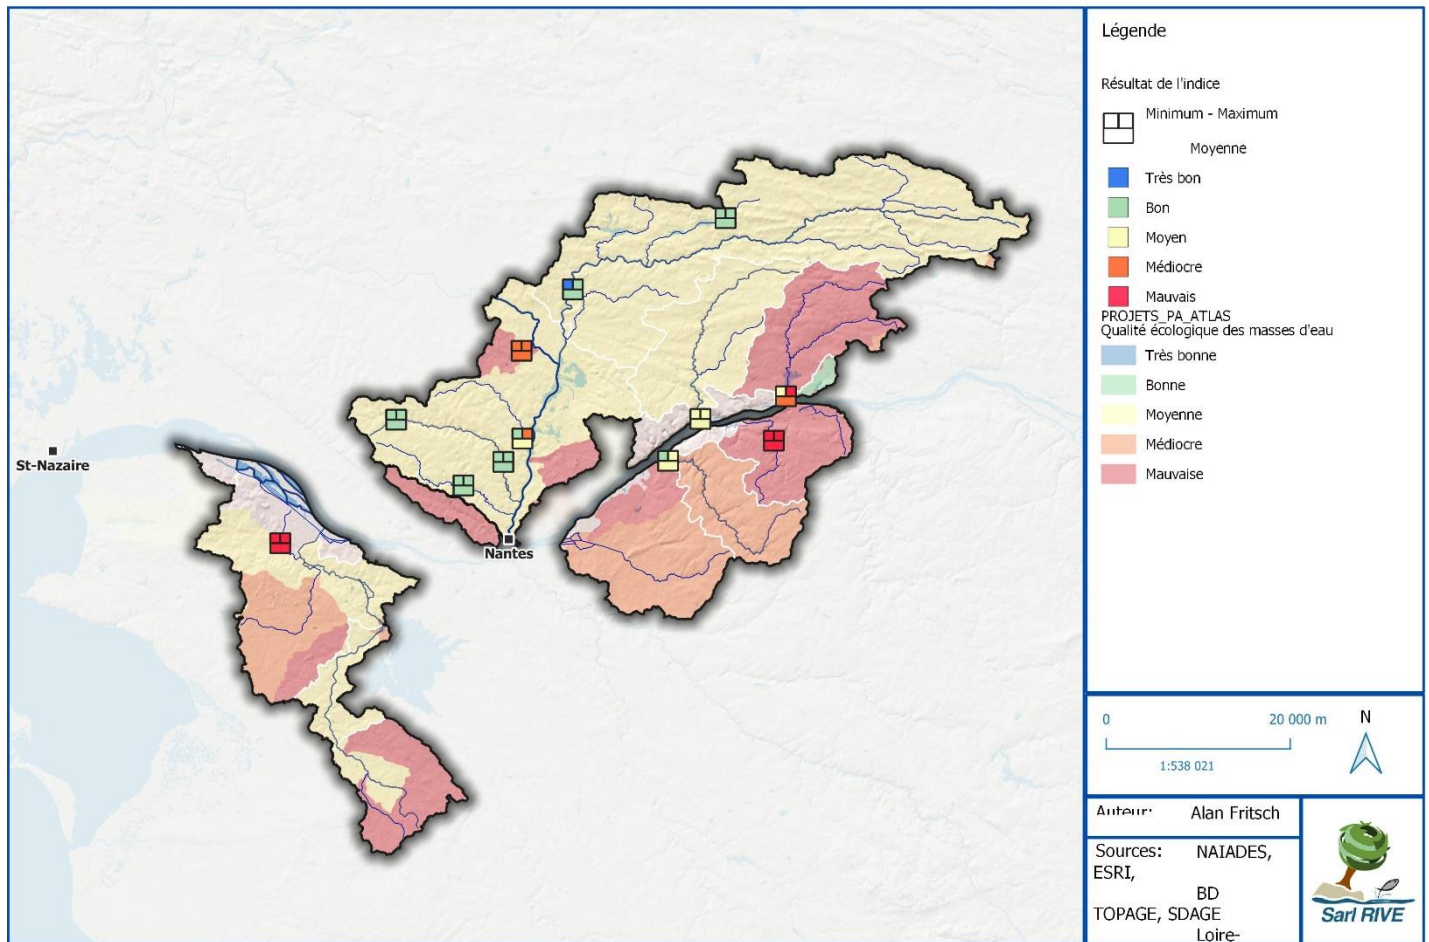 St-Nazaire
Nantes
Légende
Résultat de l'indice
Minimum - Maximum
Moyenne
Très bon
Bon
Moyen
Médiocre
Mauvais
PROJETS_PA_ATLAS
Qualité écologique des masses d'eau
Très bonne
Bonne
Moyenne
Médiocre
Mauvaise
0 20 000 m N
1:538 021
Auteur: Alan Fritsch
Sources: NAIADES,
ESRI,
BD
TOPAGE, SDAGE
Loire-
Sarl RIVE